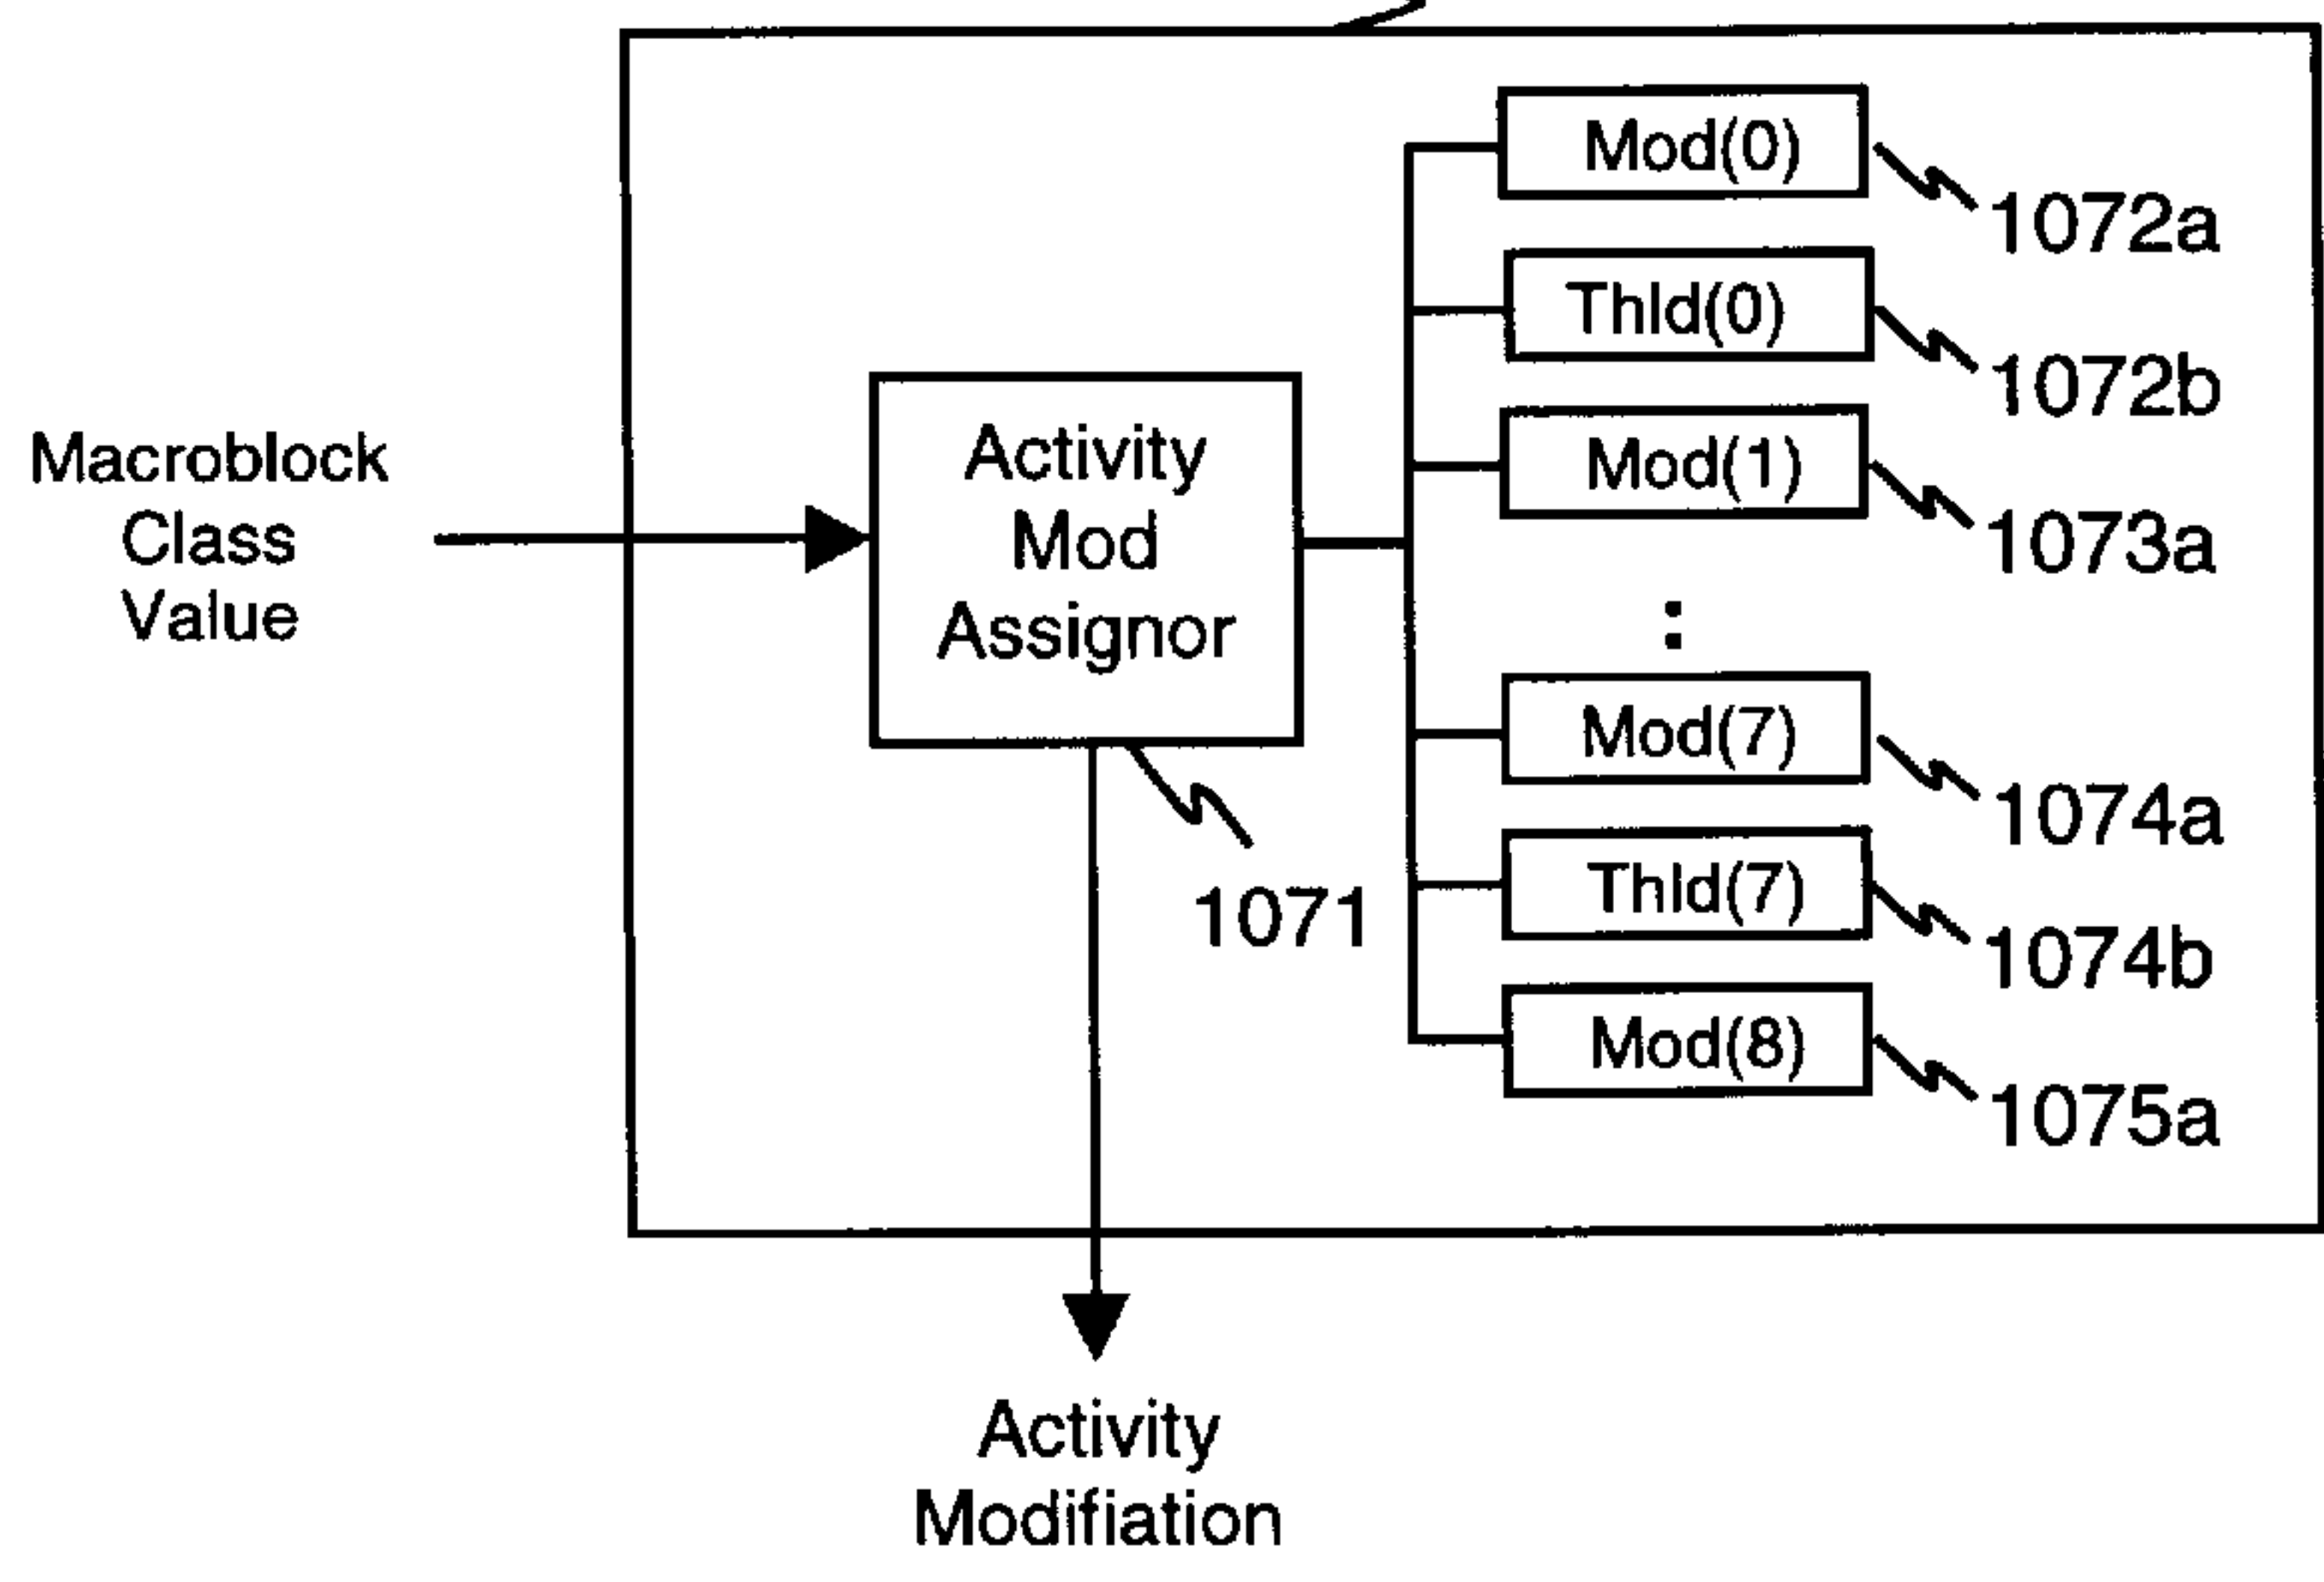 Macroblock
Class
Value
Activity
Mod
Assignor
1071
Mod(0)
1072a
Thld(0)
1072b
Mod(1)
1073a
:
Mod(7)
1074a
Thld(7)
1074b
Mod(8)
1075a
Activity
Modifiation